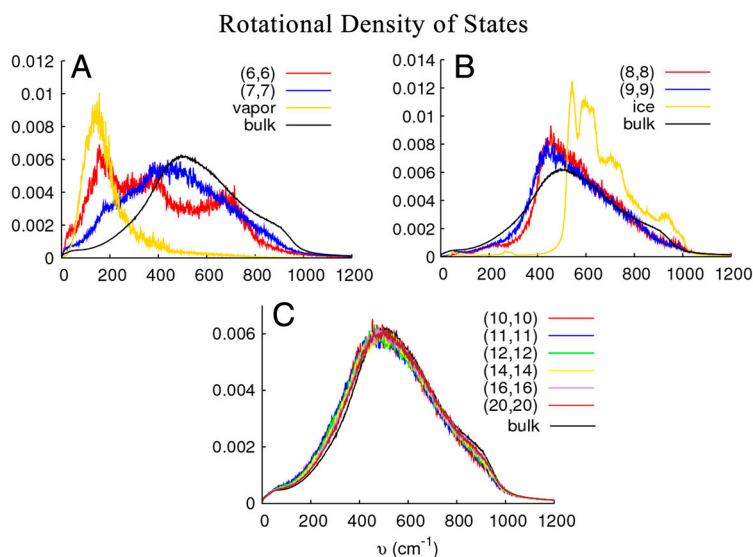 Rotational Density of States
A
(6,6)
(7,7)
vapor
bulk
0.012
0.01
0.008
0.006
0.004
0.002
0
0 200 400 600 800 1000 1200
B
(8,8)
(9,9)
ice
bulk
0.014
0.012
0.01
0.008
0.006
0.004
0.002
0
0 200 400 600 800 1000 1200
C
(10,10)
(11,11)
(12,12)
(14,14)
(16,16)
(20,20)
bulk
0.006
0.004
0.002
0
0 200 400 600 800 1000 1200
υ (cm⁻¹)